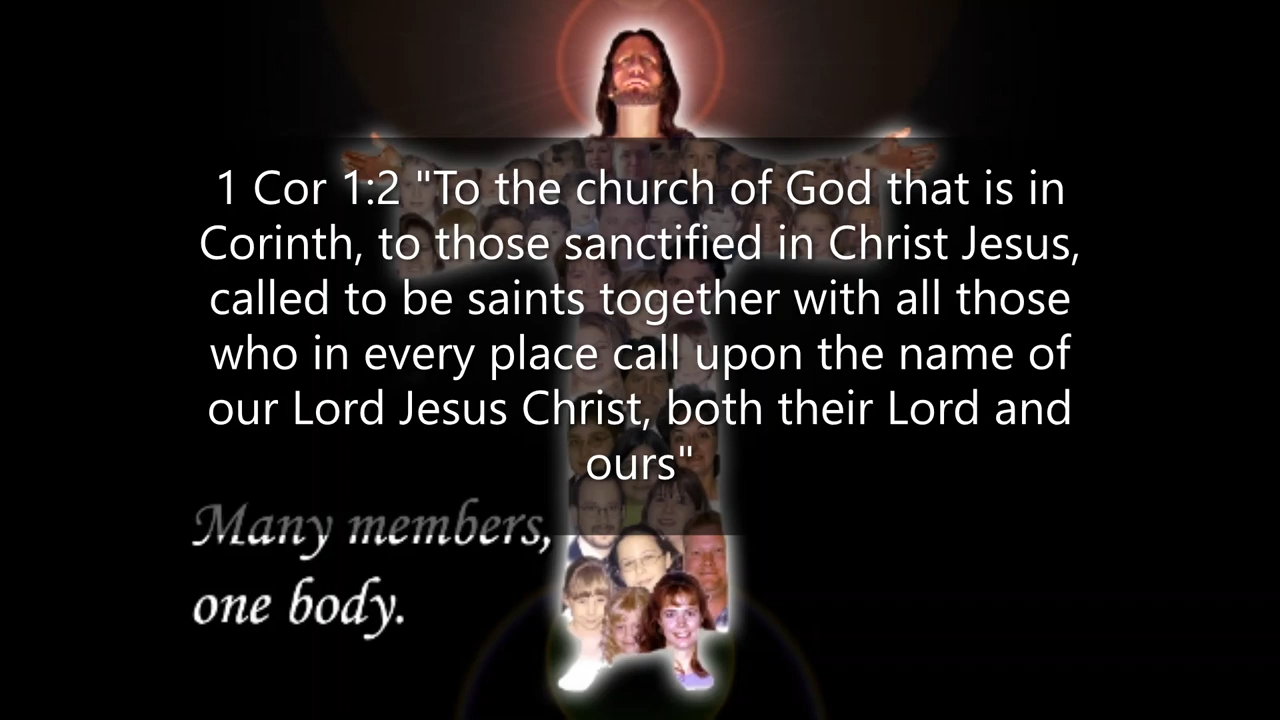 1 Cor 1:2 "To the church of God that is in
Corinth, to those sanctified in Christ Jesus,
called to be saints together with all those
who in every place call upon the name of
our Lord Jesus Christ, both their Lord and
ours"
Many members,
one body.